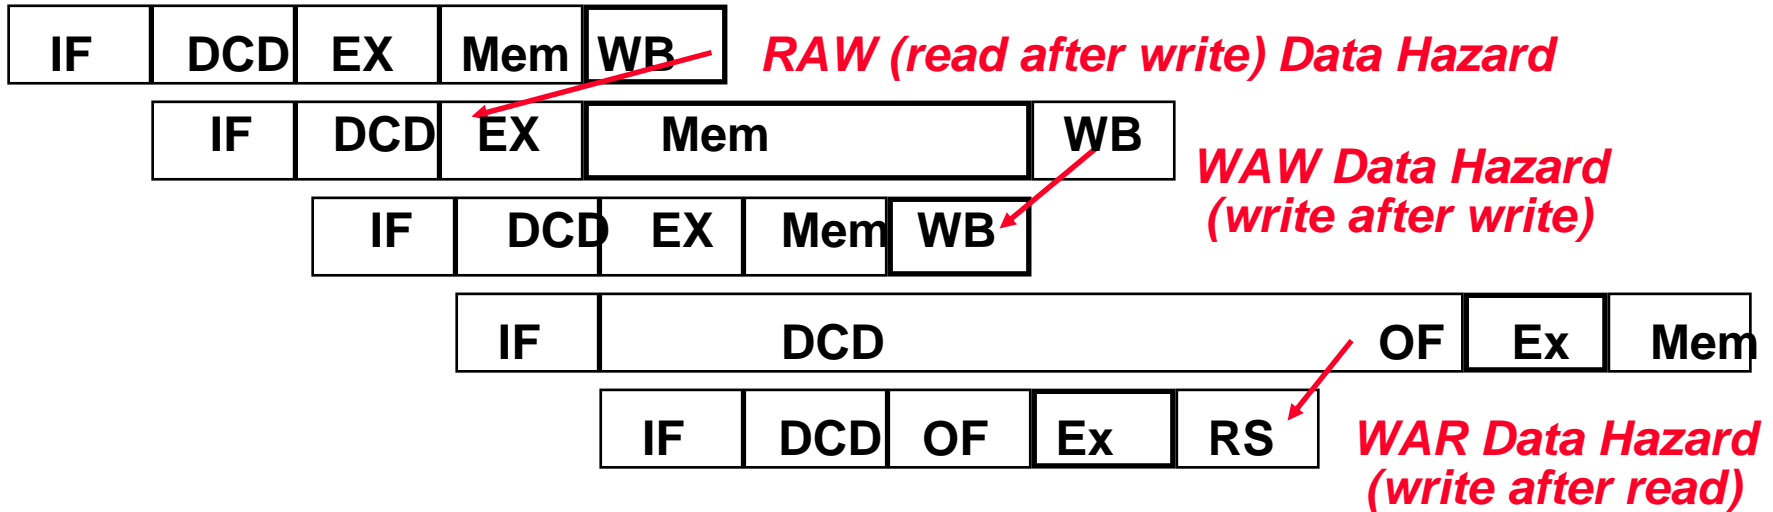 IF DCD EX Mem WB RAW (read after write) Data Hazard
IF DCD EX Mem WB
WAW Data Hazard
(write after write)
IF DCD EX Mem WB
IF DCD OF Ex Mem
IF DCD OF Ex RS
WAR Data Hazard
(write after read)